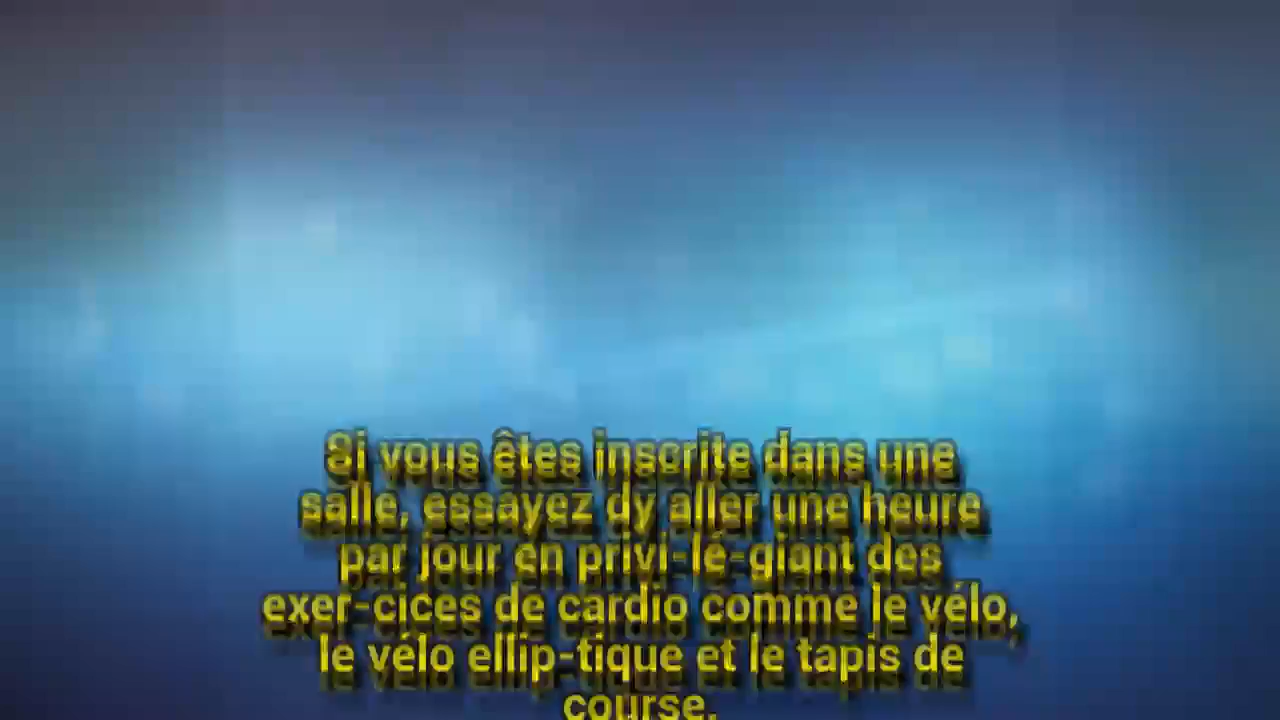 Si vous êtes inscrite dans une
salle, essayez dy aller une heure
par jour en privi-lé-giant des
exer-cices de cardio comme le vélo,
le vélo ellip-tique et le tapis de
course.